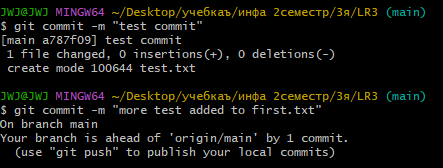 JWJ@JWJ MINGW64 ~/Desktop/учебкаъ/инфа 2семестр/3я/LR3 (main)
$ git commit -m "test commit"
[main a787f09] test commit
1 file changed, 0 insertions(+), 0 deletions(-)
create mode 100644 test.txt
JWJ@JWJ MINGW64 ~/Desktop/учебкаъ/инфа 2семестр/3я/LR3 (main)
$ git commit -m "more test added to first.txt"
On branch main
Your branch is ahead of 'origin/main' by 1 commit.
(use "git push" to publish your local commits)